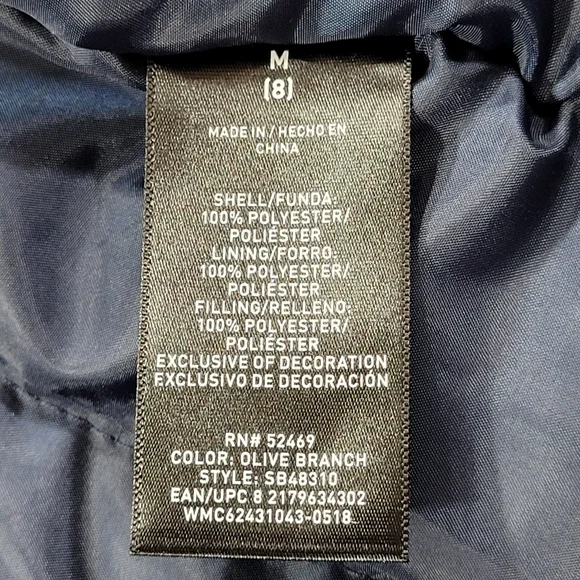 M
(8)
MADE IN / HECHO EN
CHINA
SHELL/FUNDA:
100% POLYESTER/
POLIÉSTER
LINING/FORRO:
100% POLYESTER/
POLIÉSTER
FILLING/RELLENO:
100% POLYESTER/
POLIÉSTER
EXCLUSIVE OF DECORATION
EXCLUSIVO DE DECORACIÓN
RN# 52469
COLOR: OLIVE BRANCH
STYLE: SB48310
EAN/UPC 8 2179634302
WMC62431043-0518